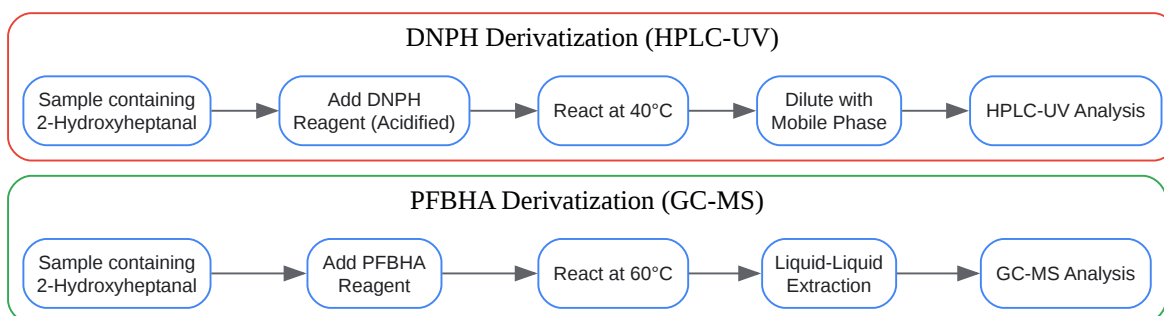 DNPH Derivatization (HPLC-UV)
Sample containing
2-Hydroxyheptanal
Add DNPH
Reagent (Acidified)
React at 40°C
Dilute with
Mobile Phase
HPLC-UV Analysis
PFBHA Derivatization (GC-MS)
Sample containing
2-Hydroxyheptanal
Add PFBHA
Reagent
React at 60°C
Liquid-Liquid
Extraction
GC-MS Analysis